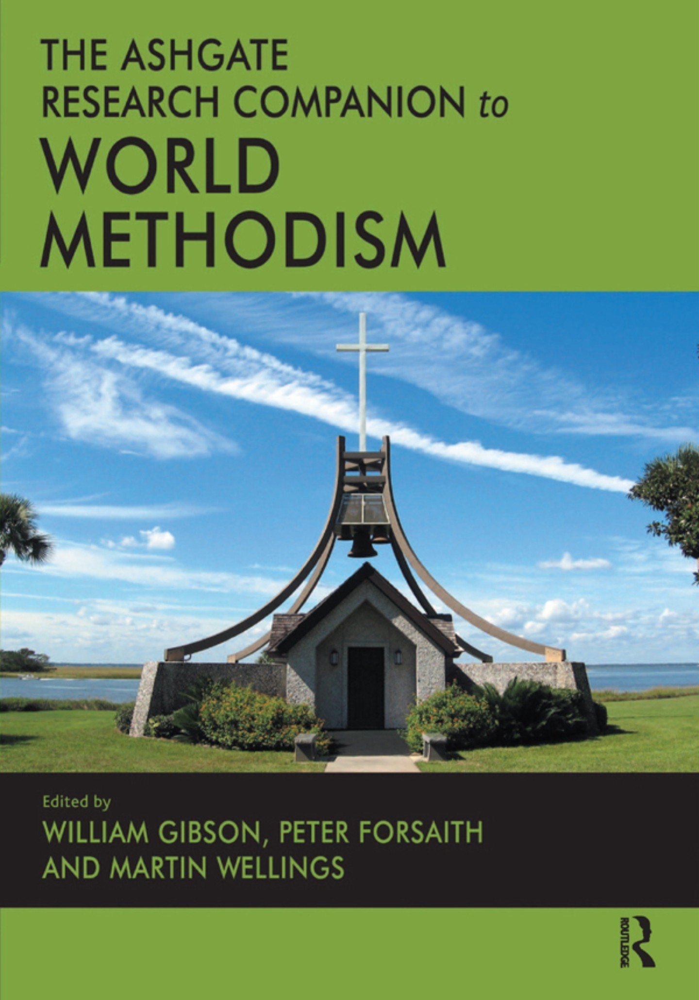 THE ASHGATE
RESEARCH COMPANION to
WORLD
METHODISM
Edited by
WILLIAM GIBSON, PETER FORSAITH
AND MARTIN WELLINGS
ROUTLEDGE